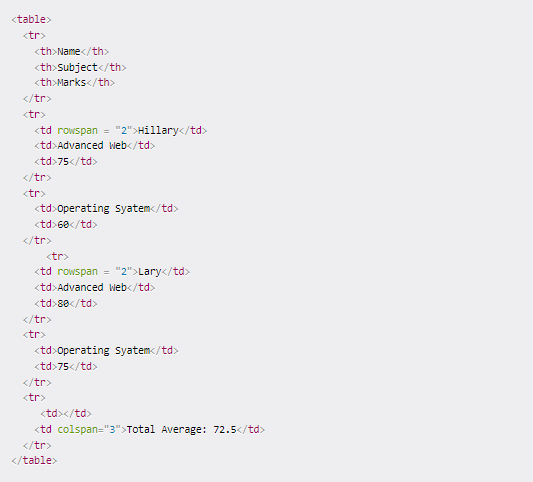 <table>
  <tr>
    <th>Name</th>
    <th>Subject</th>
    <th>Marks</th>
  </tr>
  <tr>
    <td rowspan = "2">Hillary</td>
    <td>Advanced Web</td>
    <td>75</td>
  </tr>
  <tr>
    <td>Operating Syatem</td>
    <td>60</td>
  </tr>
      <tr>
    <td rowspan = "2">Lary</td>
    <td>Advanced Web</td>
    <td>80</td>
  </tr>
  <tr>
    <td>Operating Syatem</td>
    <td>75</td>
  </tr>
  <tr>
     <td></td>
    <td colspan="3">Total Average: 72.5</td>
  </tr>
</table>